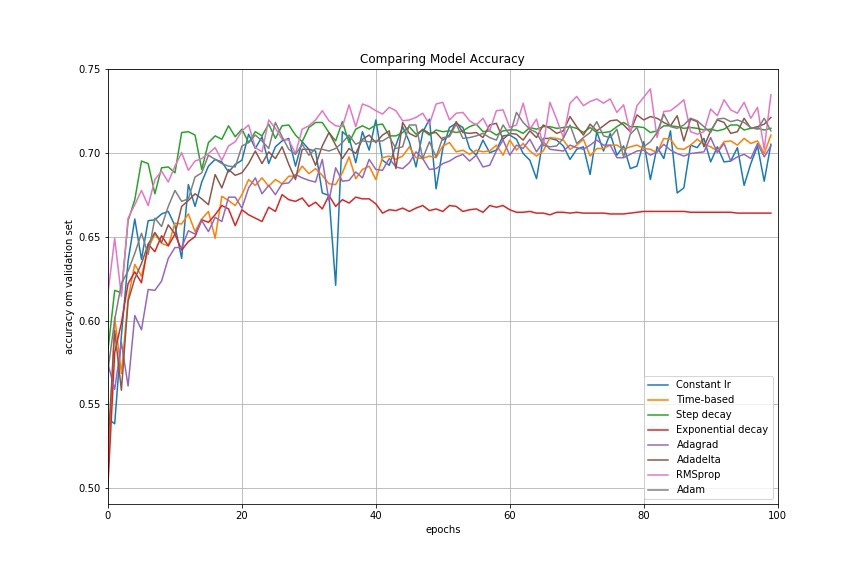 Comparing Model Accuracy
0.75
0.70
0.65
0.60
0.55
0.50
accuracy om validation set
0 20 40 60 80 100
epochs
Constant lr
Time-based
Step decay
Exponential decay
Adagrad
Adadelta
RMSprop
Adam